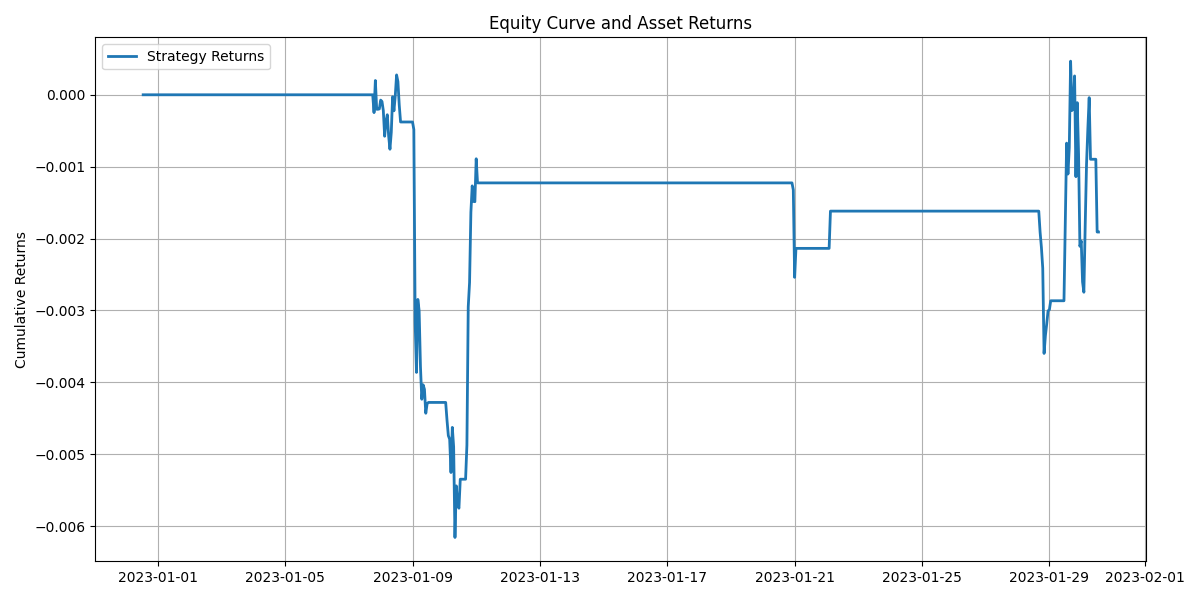 Equity Curve and Asset Returns
Strategy Returns
Cumulative Returns
0.000
−0.001
−0.002
−0.003
−0.004
−0.005
−0.006
2023-01-01 2023-01-05 2023-01-09 2023-01-13 2023-01-17 2023-01-21 2023-01-25 2023-01-29 2023-02-01